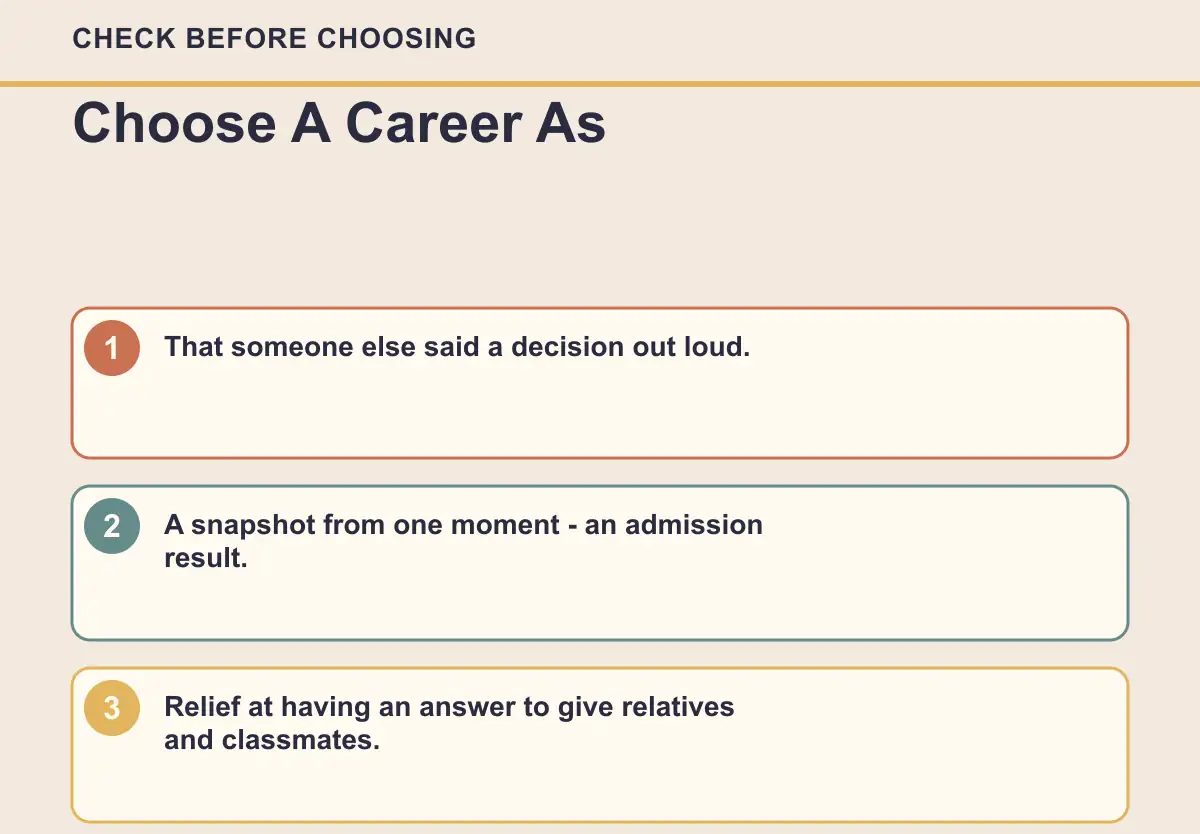 CHECK BEFORE CHOOSING
Choose A Career As
1
That someone else said a decision out loud.
2
A snapshot from one moment - an admission
result.
3
Relief at having an answer to give relatives
and classmates.